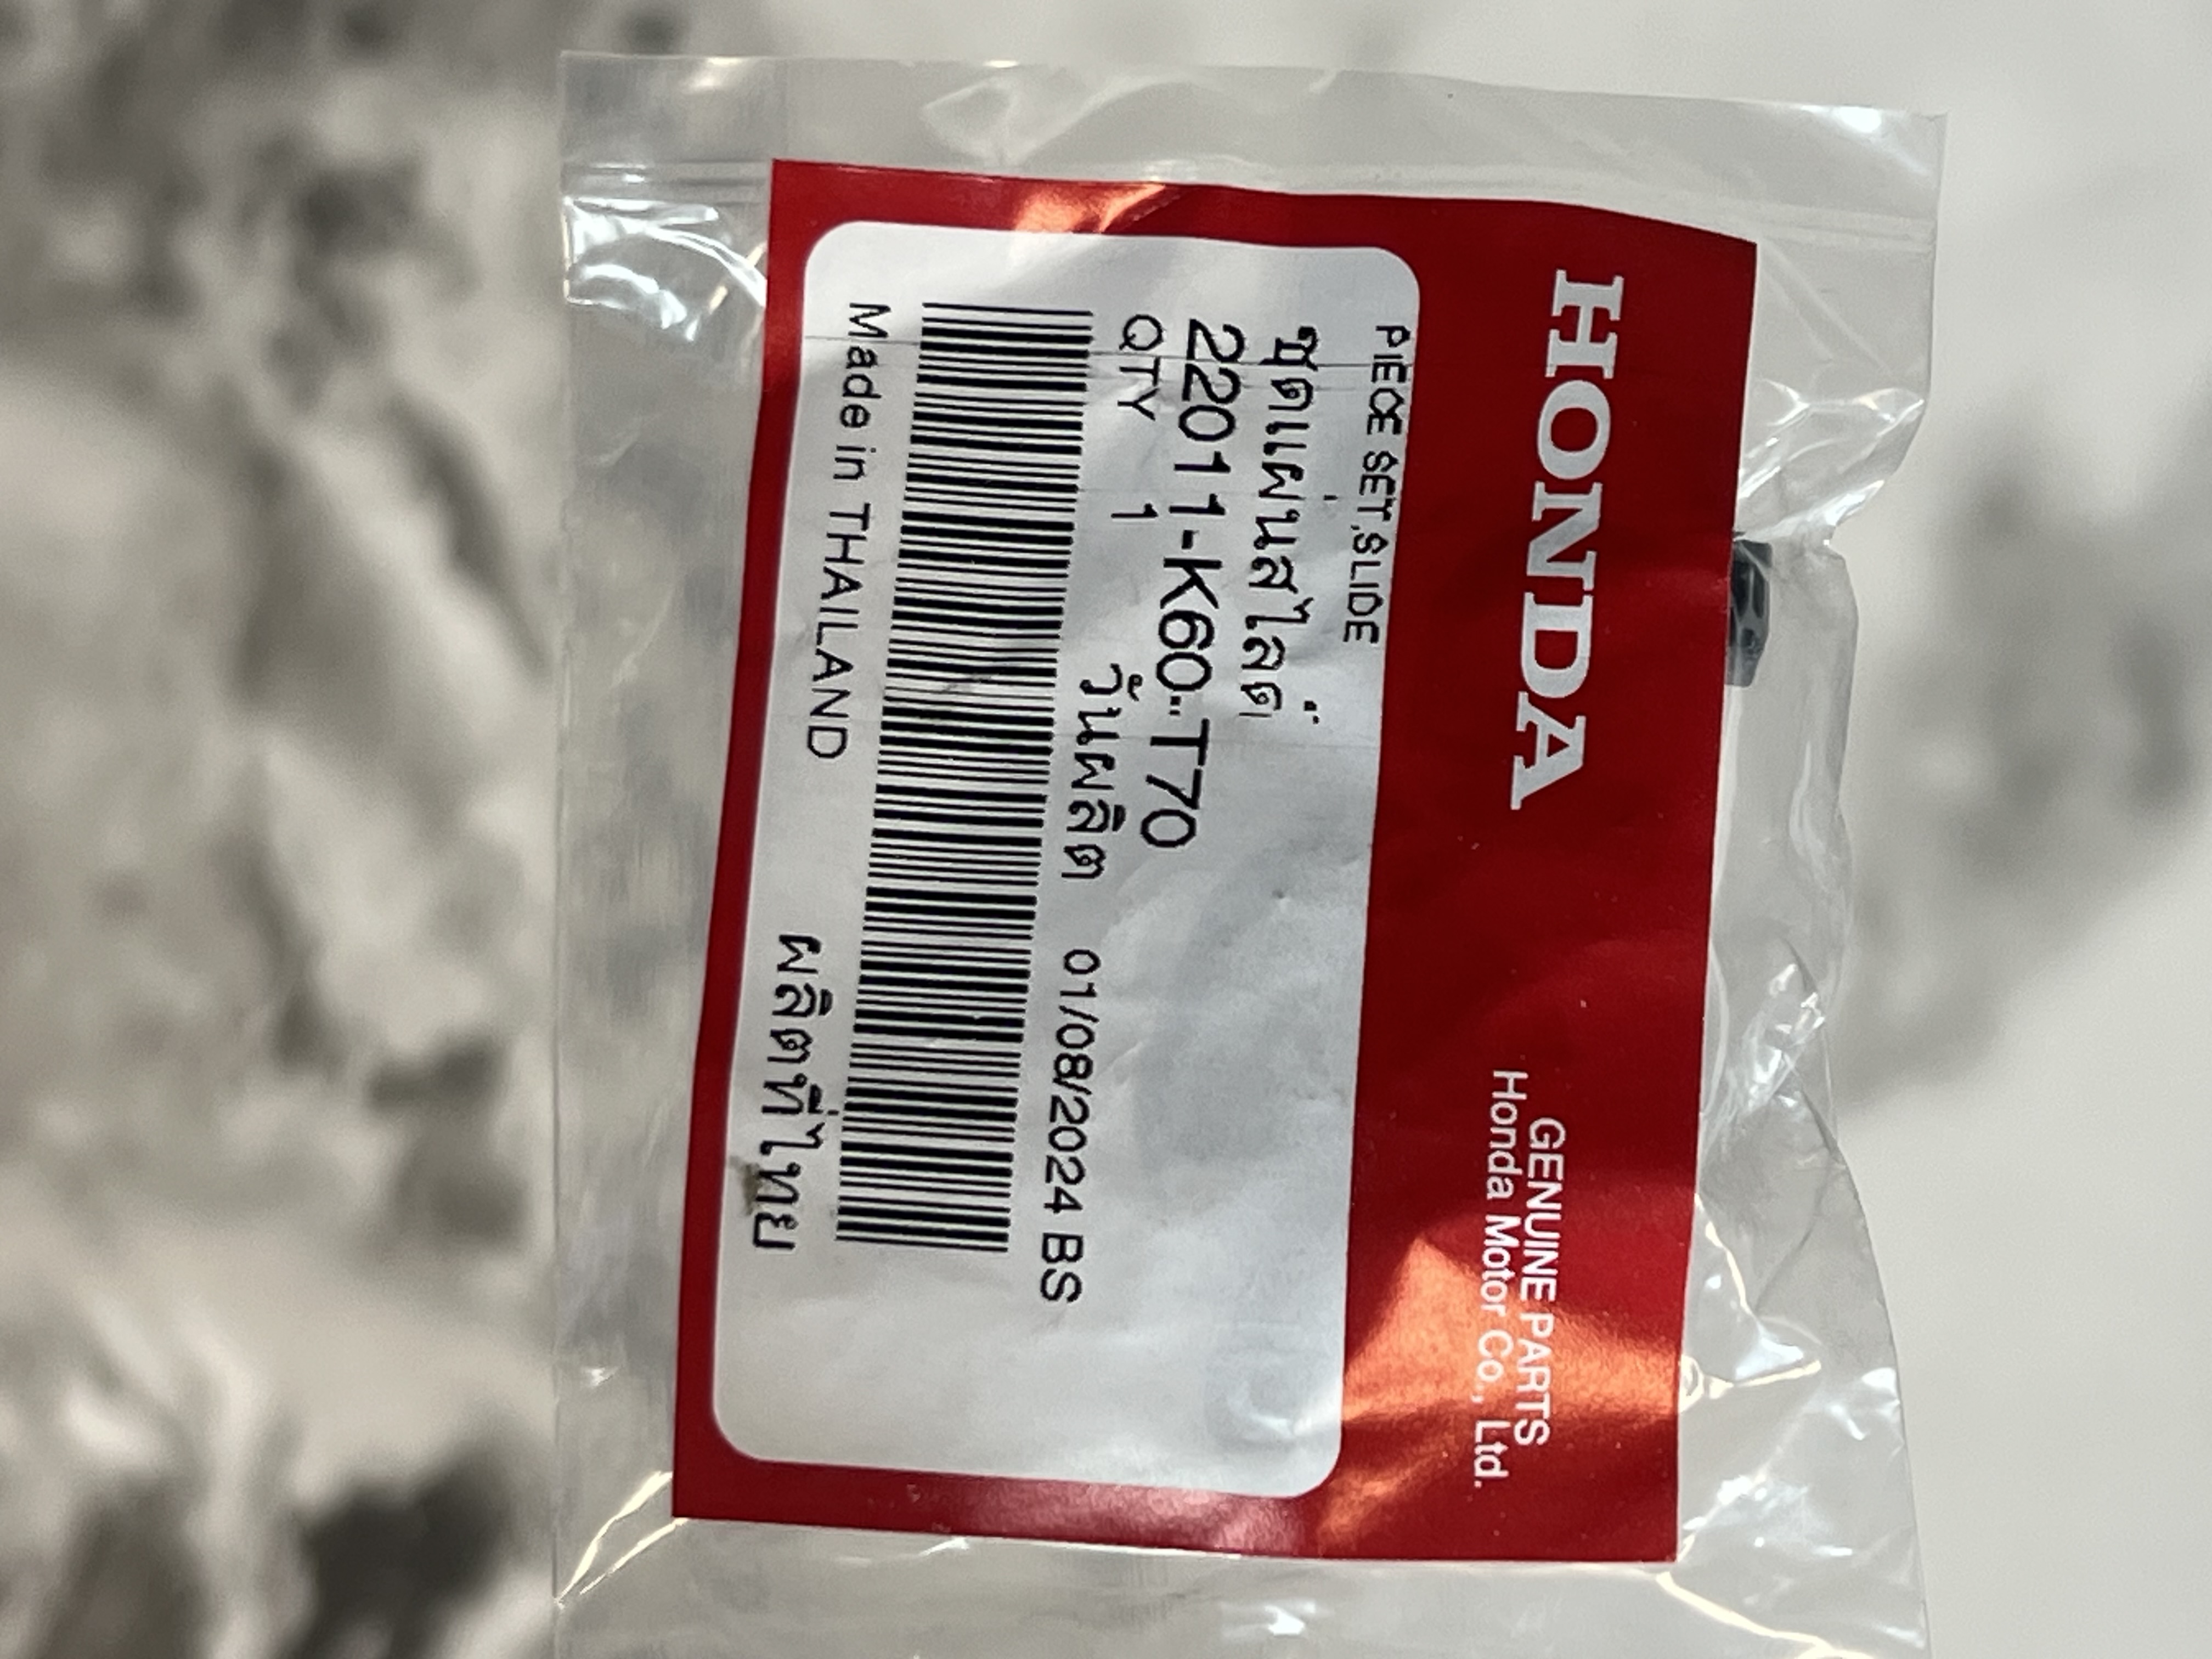 HONDA
GENUINE PARTS
Honda Motor Co., Ltd.
PIECE SET,SLIDE
ชุดแผ่นสไลด์
22011-K60-T70
QTY 1 วันผลิต 01/08/2024 BS
Made in THAILAND ผลิตที่ไทย